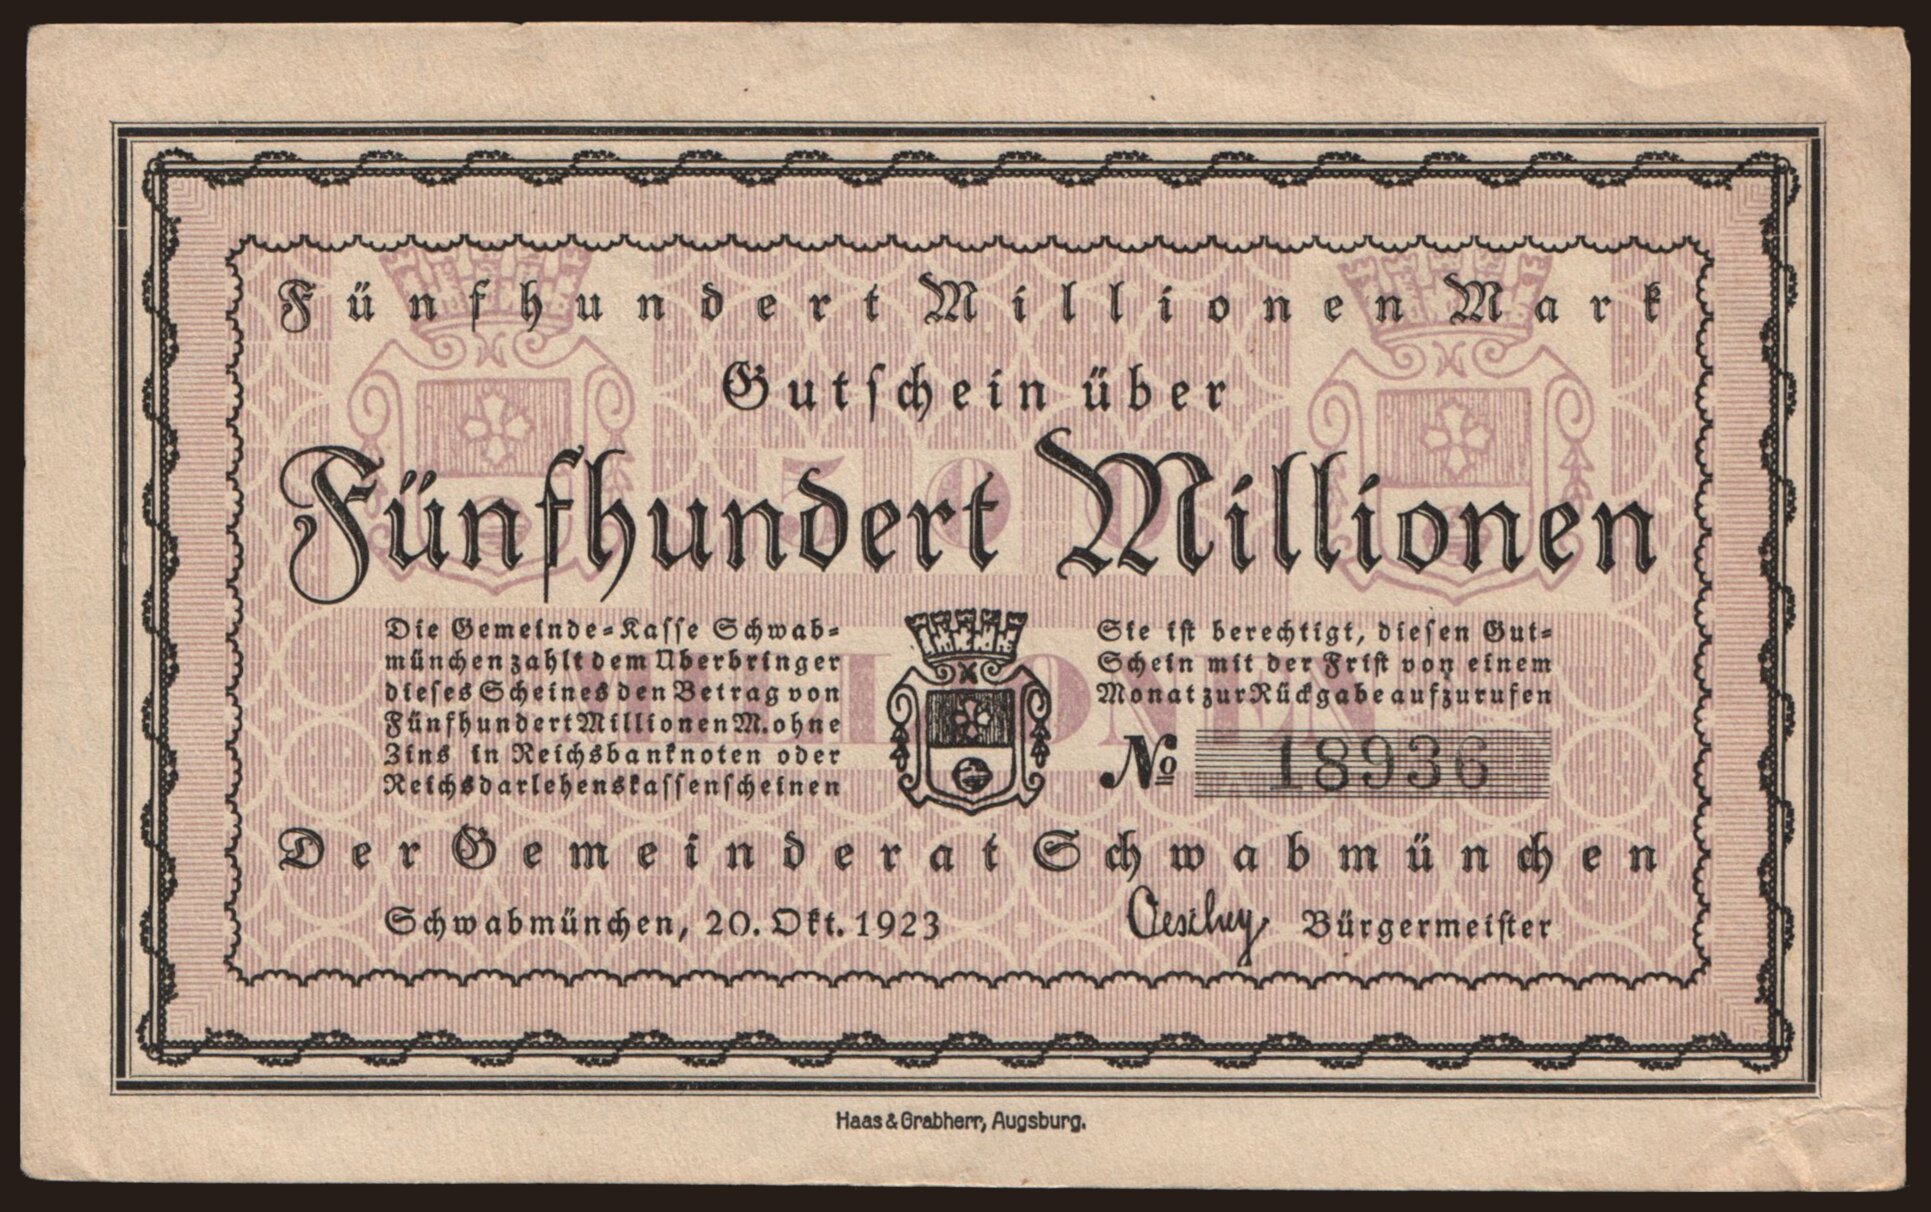 Fünfhundert Millionen Mark
Gutschein über
500
Fünfhundert Millionen
MILLIONEN
Die Gemeinde-Kasse Schwab-
münchen zahlt dem Überbringer
dieses Scheines den Betrag von
Fünfhundert Millionen M. ohne
Zins in Reichsbanknoten oder
Reichsdarlehenskassenscheinen
Sie ist berechtigt, diesen Gut-
Schein mit der Frist von einem
Monat zur Rückgabe aufzurufen
No 18936
Der Gemeinderat Schwabmünchen
Schwabmünchen, 20. Okt. 1923
Bürgermeister
Haas & Grabherr, Augsburg.